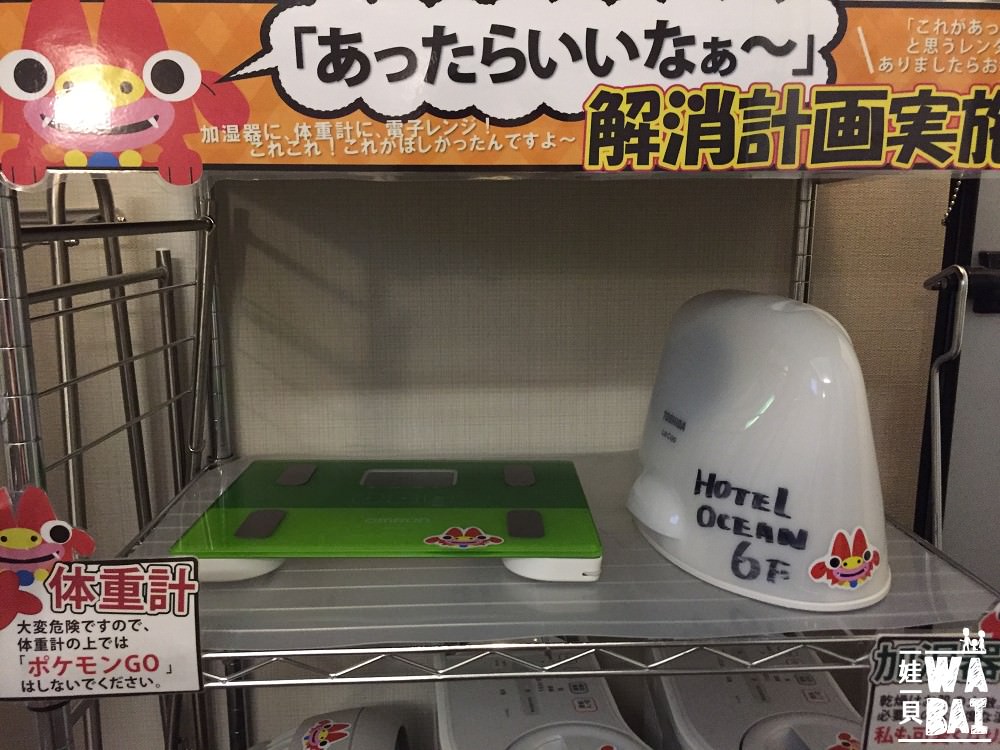 「あったらいいなぁ～」
「これがあっ
と思うレンタ
ありましたらお
加湿器に、体重計に、電子レンジ！
これこれ！これがほしかったんですよ～
解消計画実施
TOSHIBA
HOTEL
OCEAN
6F
OMRON
体重計
大変危険ですので、
体重計の上では
「ポケモンGO」
はしないでください。
加湿器
乾燥は
私も可
娃
貝
WA
BAI